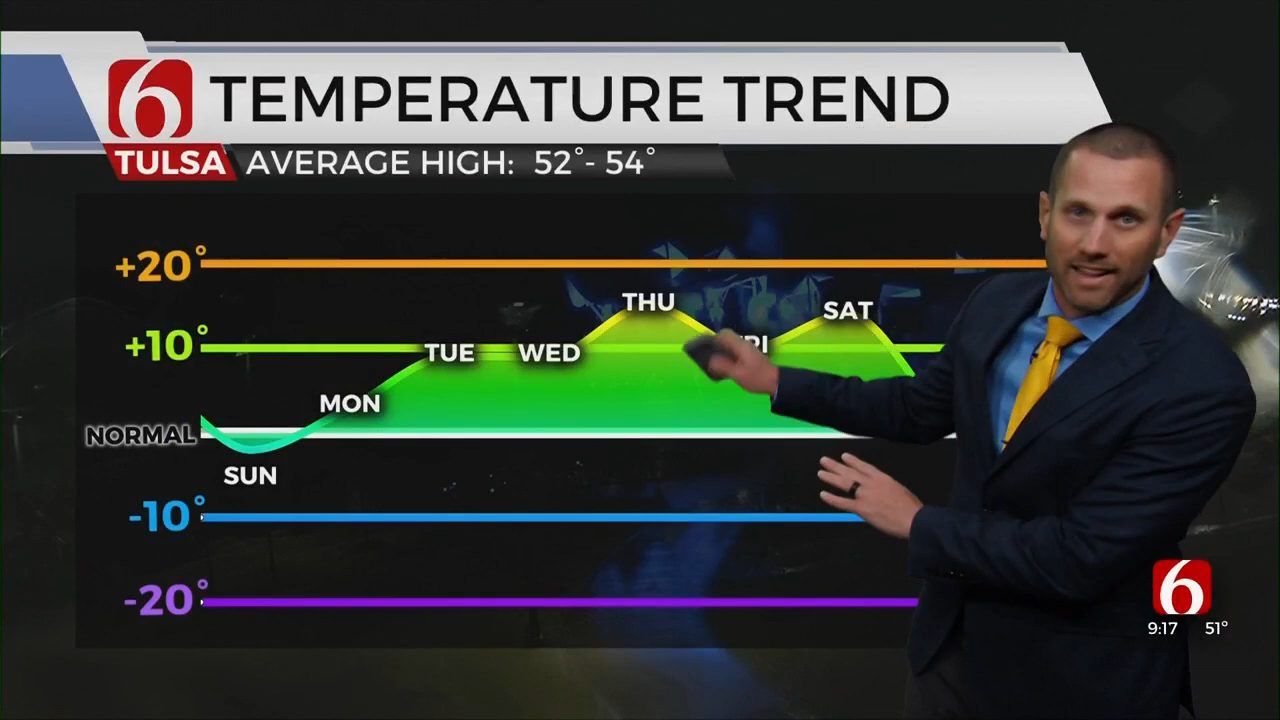 6 TEMPERATURE TREND
TULSA AVERAGE HIGH: 52°- 54°
+20°
THU
SAT
+10°
TUE
WED
MON
NORMAL
SUN
-10°
-20°
6
9:17 51°